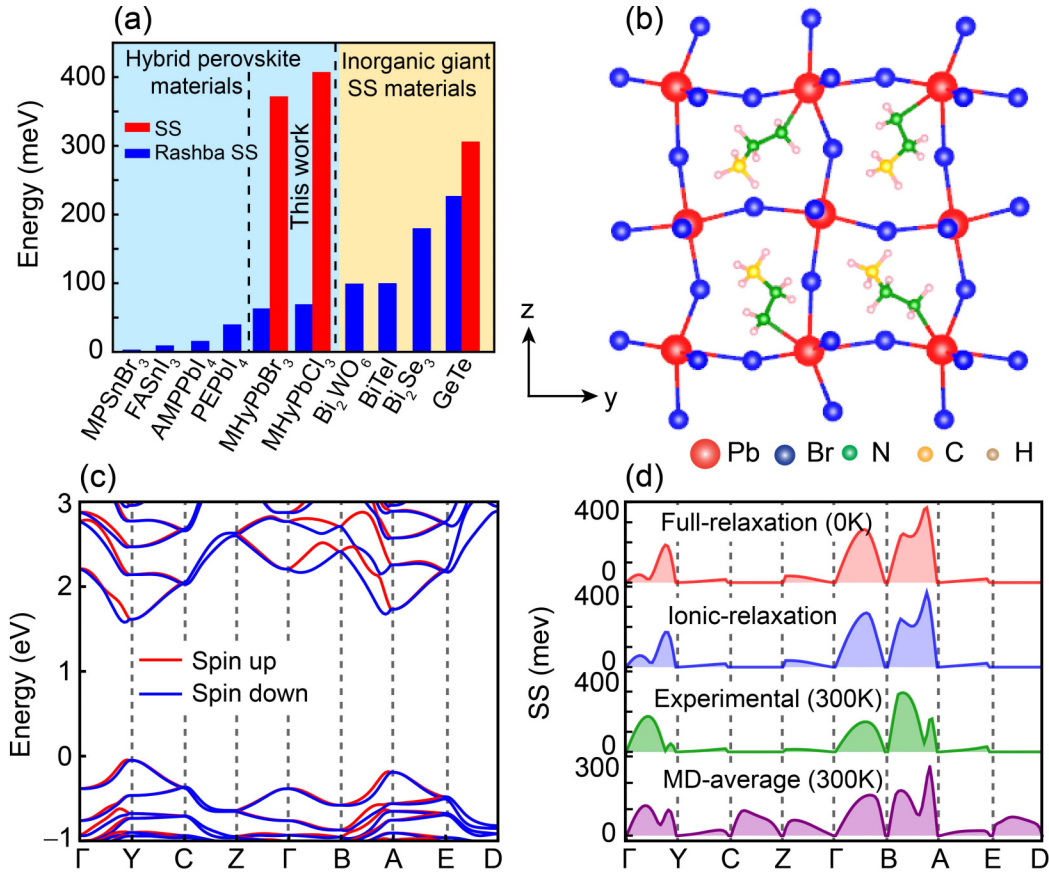 (a)
Hybrid perovskite
materials
Inorganic giant
SS materials
SS
Rashba SS
This work
Energy (meV)
400
300
200
100
0
MPSnBr3
FASnI3
AMPPbI4
PEPbI4
MHyPbBr3
MHyPbCl3
Bi2WO6
BiTeI
Bi2Se3
GeTe
(b)
z
y
Pb Br N C H
(c)
Energy (eV)
3
2
1
0
−1
Spin up
Spin down
Γ Y C Z Γ B A E D
(d)
SS (mev)
400
Full-relaxation (0K)
0
400
Ionic-relaxation
0
400
Experimental (300K)
0
300
MD-average (300K)
0
Γ Y C Z Γ B A E D